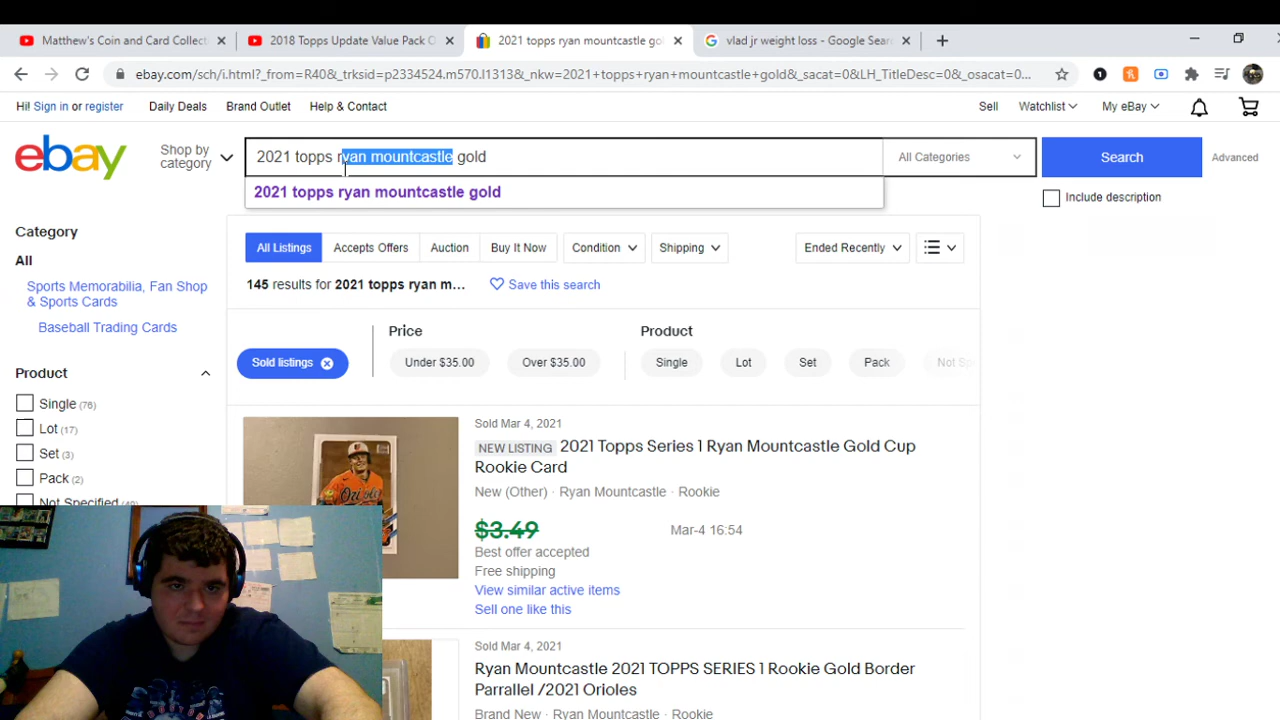 Matthew's Coin and Card Collect
2018 Topps Update Value Pack O
2021 topps ryan mountcastle go
vlad jr weight loss - Google Sear
ebay.com/sch/i.html?_from=R40&_trksid=p2334524.m570.l1313&_nkw=2021+topps+ryan+mountcastle+gold&_sacat=0&LH_TitleDesc=0&_osacat=0...
Hi! Sign in or register
Daily Deals
Brand Outlet
Help & Contact
Sell
Watchlist
My eBay
ebay
Shop by
category
2021 topps ryan mountcastle gold
All Categories
Search
Advanced
2021 topps ryan mountcastle gold
Include description
Category
All
Sports Memorabilia, Fan Shop
& Sports Cards
Baseball Trading Cards
Product
Single (76)
Lot (17)
Set (3)
Pack (2)
Not Specified
All Listings
Accepts Offers
Auction
Buy It Now
Condition
Shipping
Ended Recently
145 results for 2021 topps ryan m...
Save this search
Sold listings
Price
Under $35.00
Over $35.00
Product
Single
Lot
Set
Pack
Not Sp
Sold Mar 4, 2021
NEW LISTING 2021 Topps Series 1 Ryan Mountcastle Gold Cup
Rookie Card
New (Other) · Ryan Mountcastle · Rookie
$3.49
Mar-4 16:54
Best offer accepted
Free shipping
View similar active items
Sell one like this
Sold Mar 4, 2021
Ryan Mountcastle 2021 TOPPS SERIES 1 Rookie Gold Border
Parrallel /2021 Orioles
Brand New · Ryan Mountcastle · Rookie